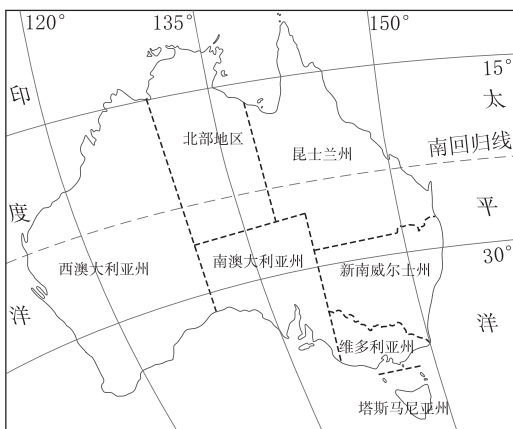 120°
135°
150°
15°
印度洋
太平洋
北部地区
昆士兰州
南回归线
西澳大利亚州
南澳大利亚州
新南威尔士州
30°
维多利亚州
塔斯马尼亚州